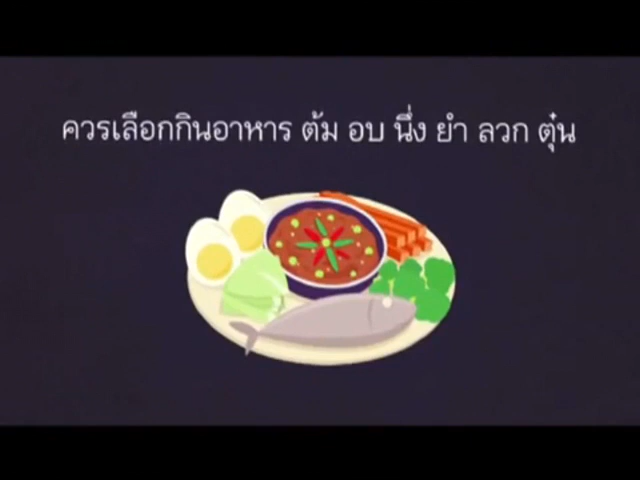 ควรเลือกกินอาหาร ต้ม อบ นึ่ง ยำ ลวก ตุ๋น